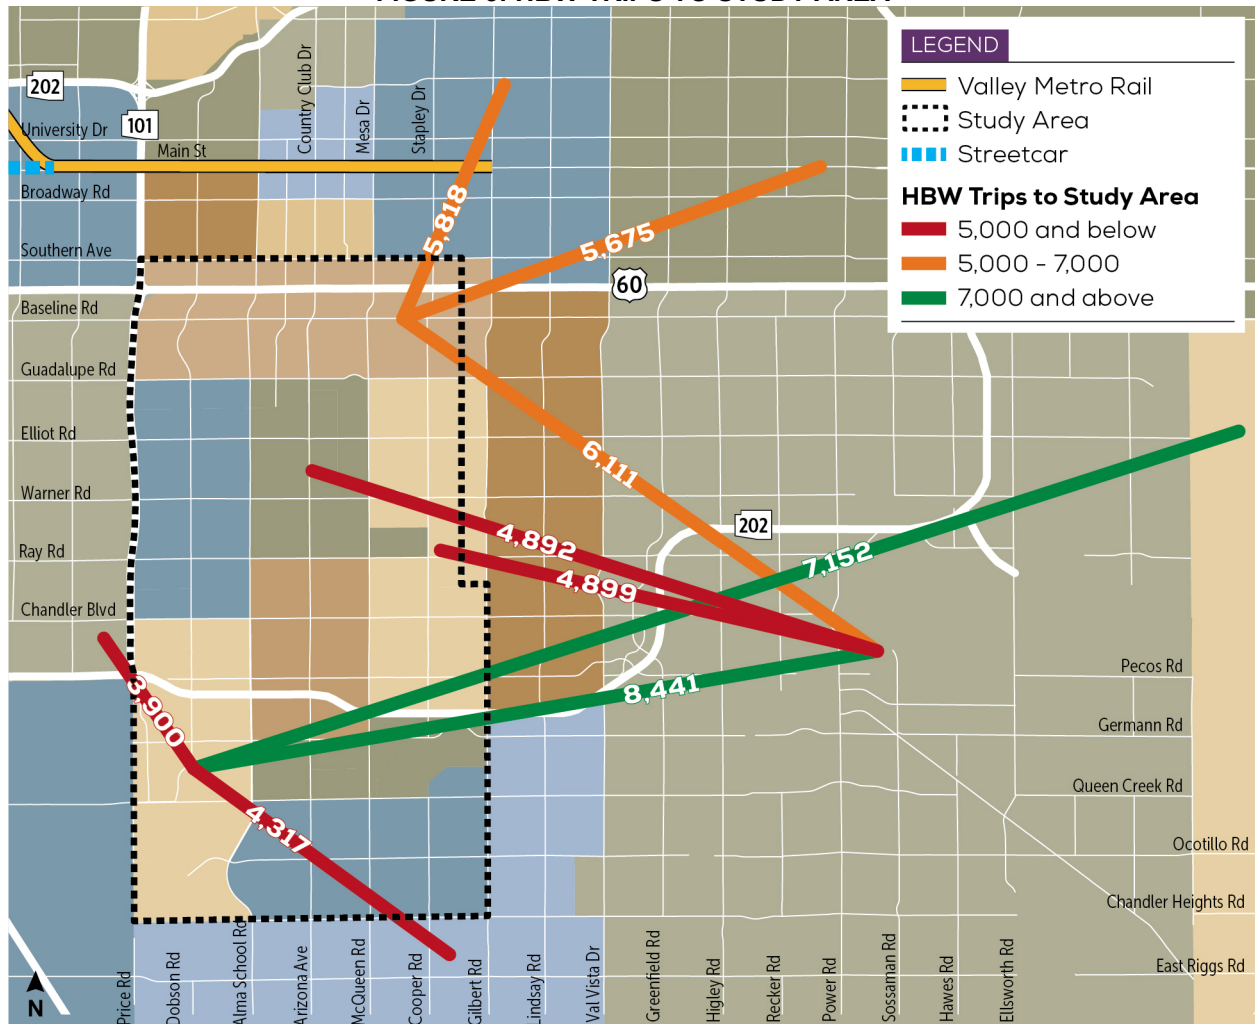 202
101
University Dr
Main St
Country Club Dr
Mesa Dr
Stapley Dr
Broadway Rd
Southern Ave
Baseline Rd
Guadalupe Rd
Elliot Rd
Warner Rd
Ray Rd
Chandler Blvd
LEGEND
Valley Metro Rail
Study Area
Streetcar
HBW Trips to Study Area
5,000 and below
5,000 - 7,000
7,000 and above
5,818
5,675
60
6,111
202
4,892
4,899
7,152
8,441
3,900
4,317
Pecos Rd
Germann Rd
Queen Creek Rd
Ocotillo Rd
Chandler Heights Rd
East Riggs Rd
N
Price Rd
Dobson Rd
Alma School Rd
Arizona Ave
McQueen Rd
Cooper Rd
Gilbert Rd
Lindsay Rd
Val Vista Dr
Greenfield Rd
Higley Rd
Recker Rd
Power Rd
Sossaman Rd
Hawes Rd
Ellsworth Rd